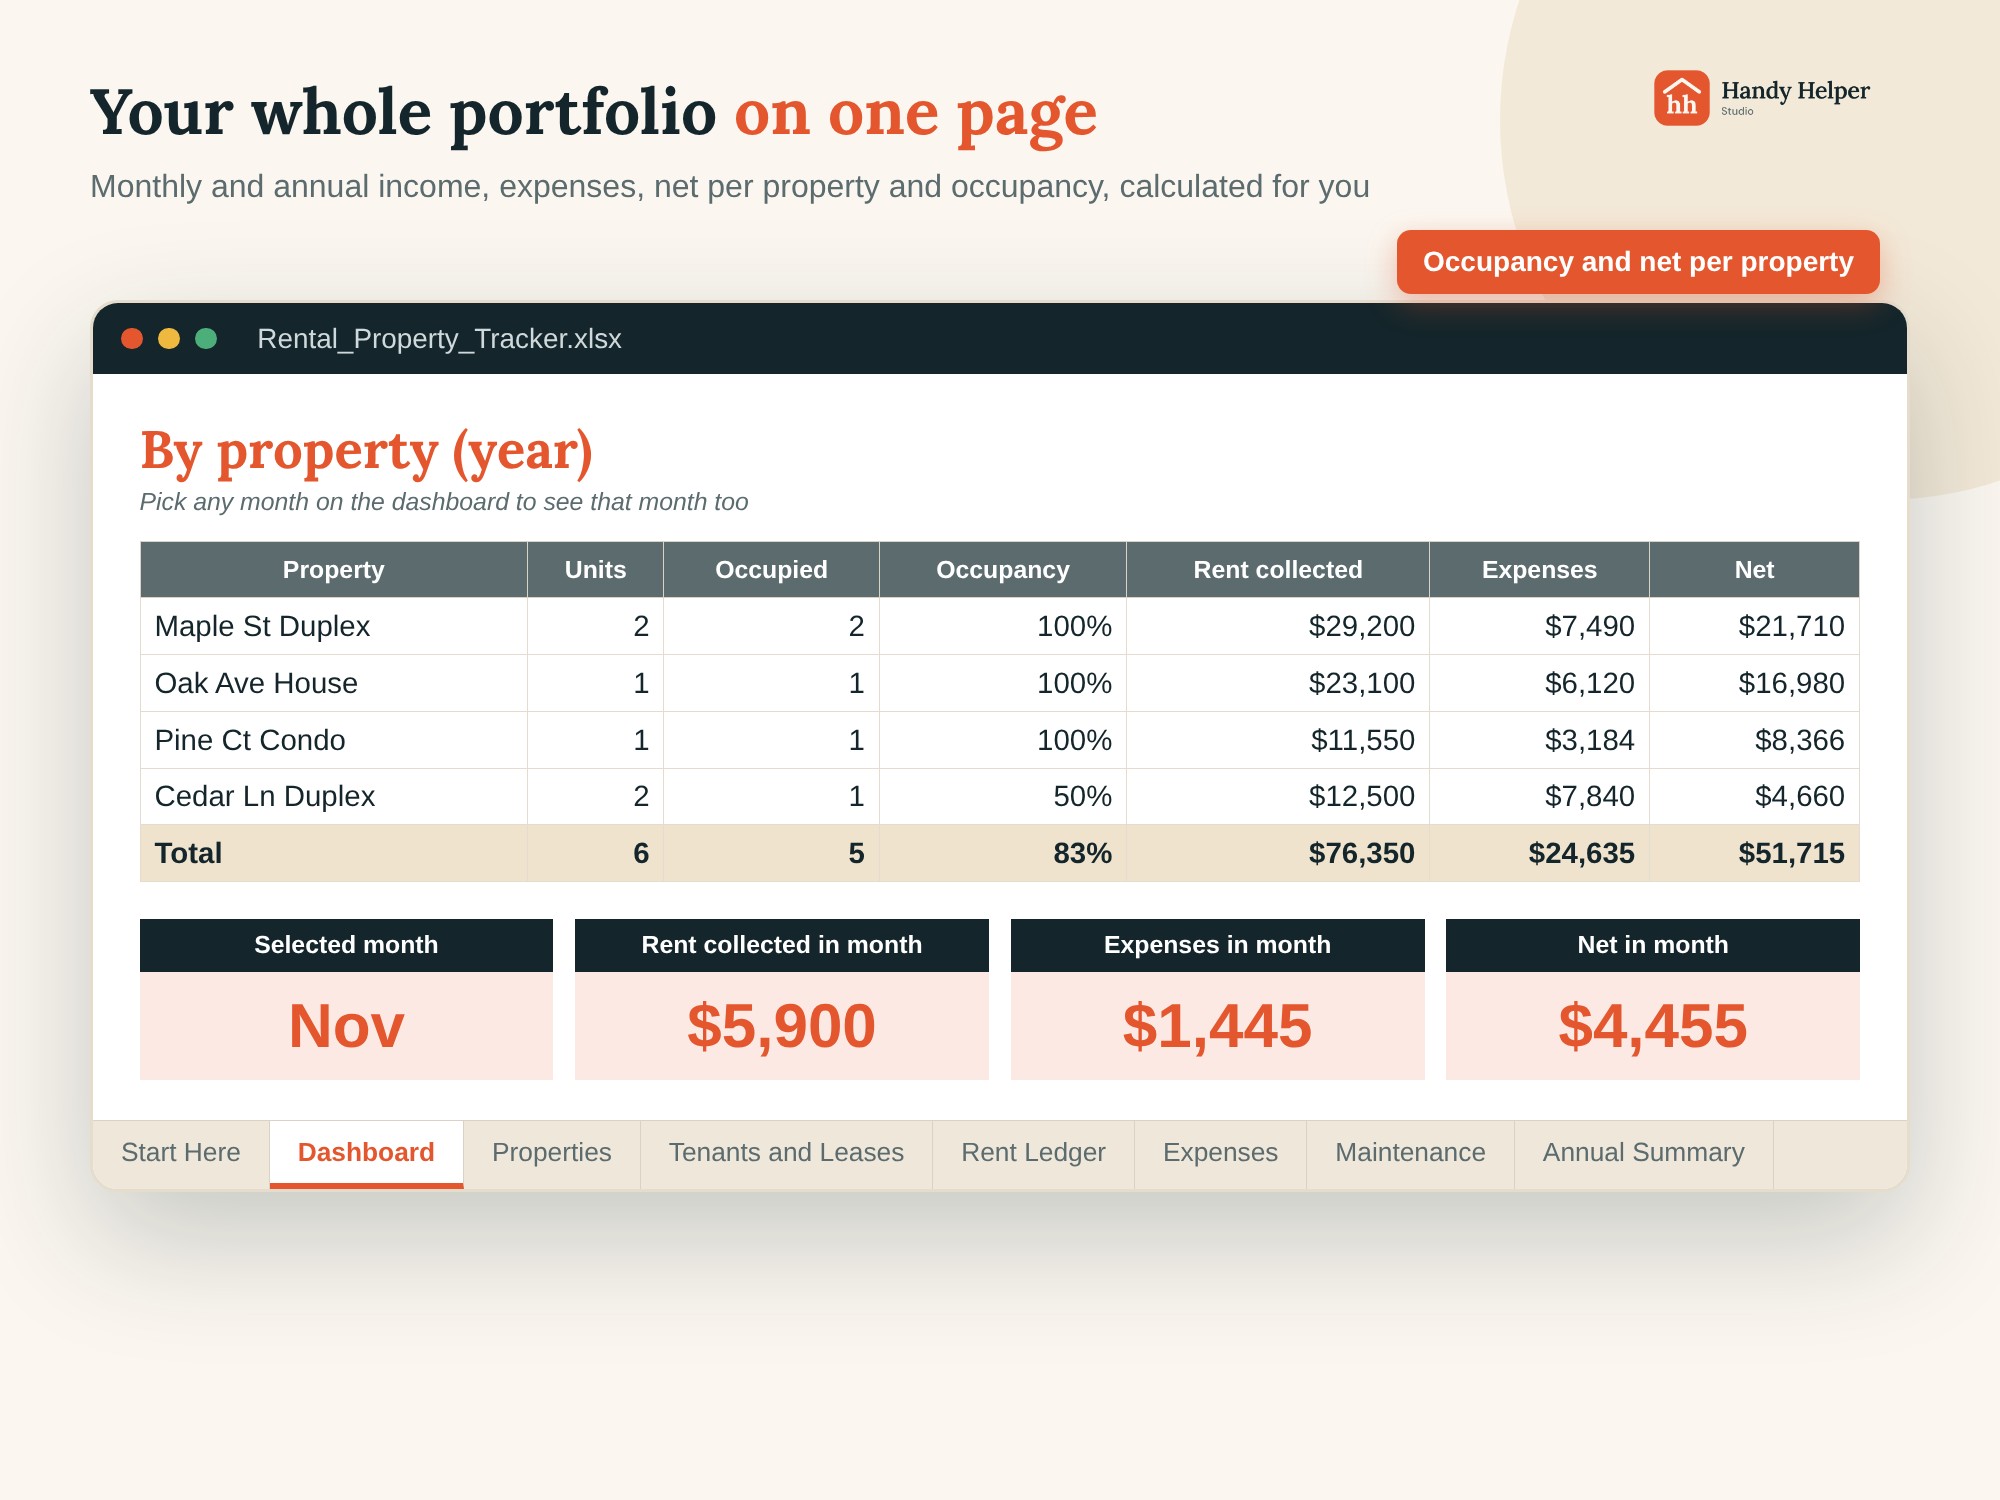 Your whole portfolio on one page
hh
Handy Helper
Studio
Monthly and annual income, expenses, net per property and occupancy, calculated for you
Occupancy and net per property
Rental_Property_Tracker.xlsx
By property (year)
Pick any month on the dashboard to see that month too
Property Units Occupied Occupancy Rent collected Expenses Net
Maple St Duplex 2 2 100% $29,200 $7,490 $21,710
Oak Ave House 1 1 100% $23,100 $6,120 $16,980
Pine Ct Condo 1 1 100% $11,550 $3,184 $8,366
Cedar Ln Duplex 2 1 50% $12,500 $7,840 $4,660
Total 6 5 83% $76,350 $24,635 $51,715
Selected month Rent collected in month Expenses in month Net in month
Nov $5,900 $1,445 $4,455
Start Here Dashboard Properties Tenants and Leases Rent Ledger Expenses Maintenance Annual Summary